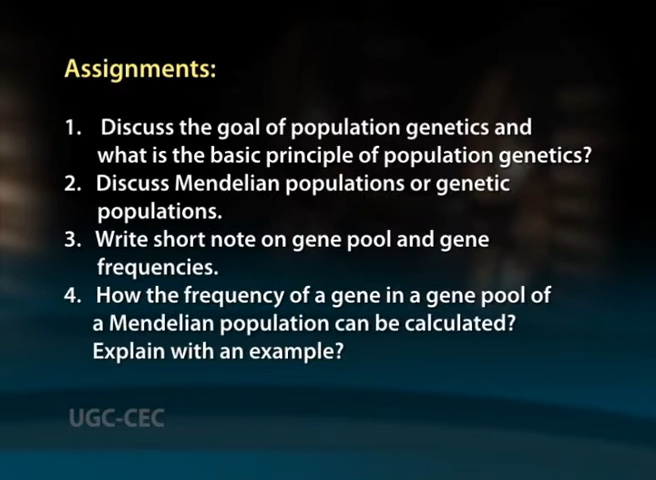 Assignments:
1. Discuss the goal of population genetics and
what is the basic principle of population genetics?
2. Discuss Mendelian populations or genetic
populations.
3. Write short note on gene pool and gene
frequencies.
4. How the frequency of a gene in a gene pool of
a Mendelian population can be calculated?
Explain with an example?
UGC-CEC